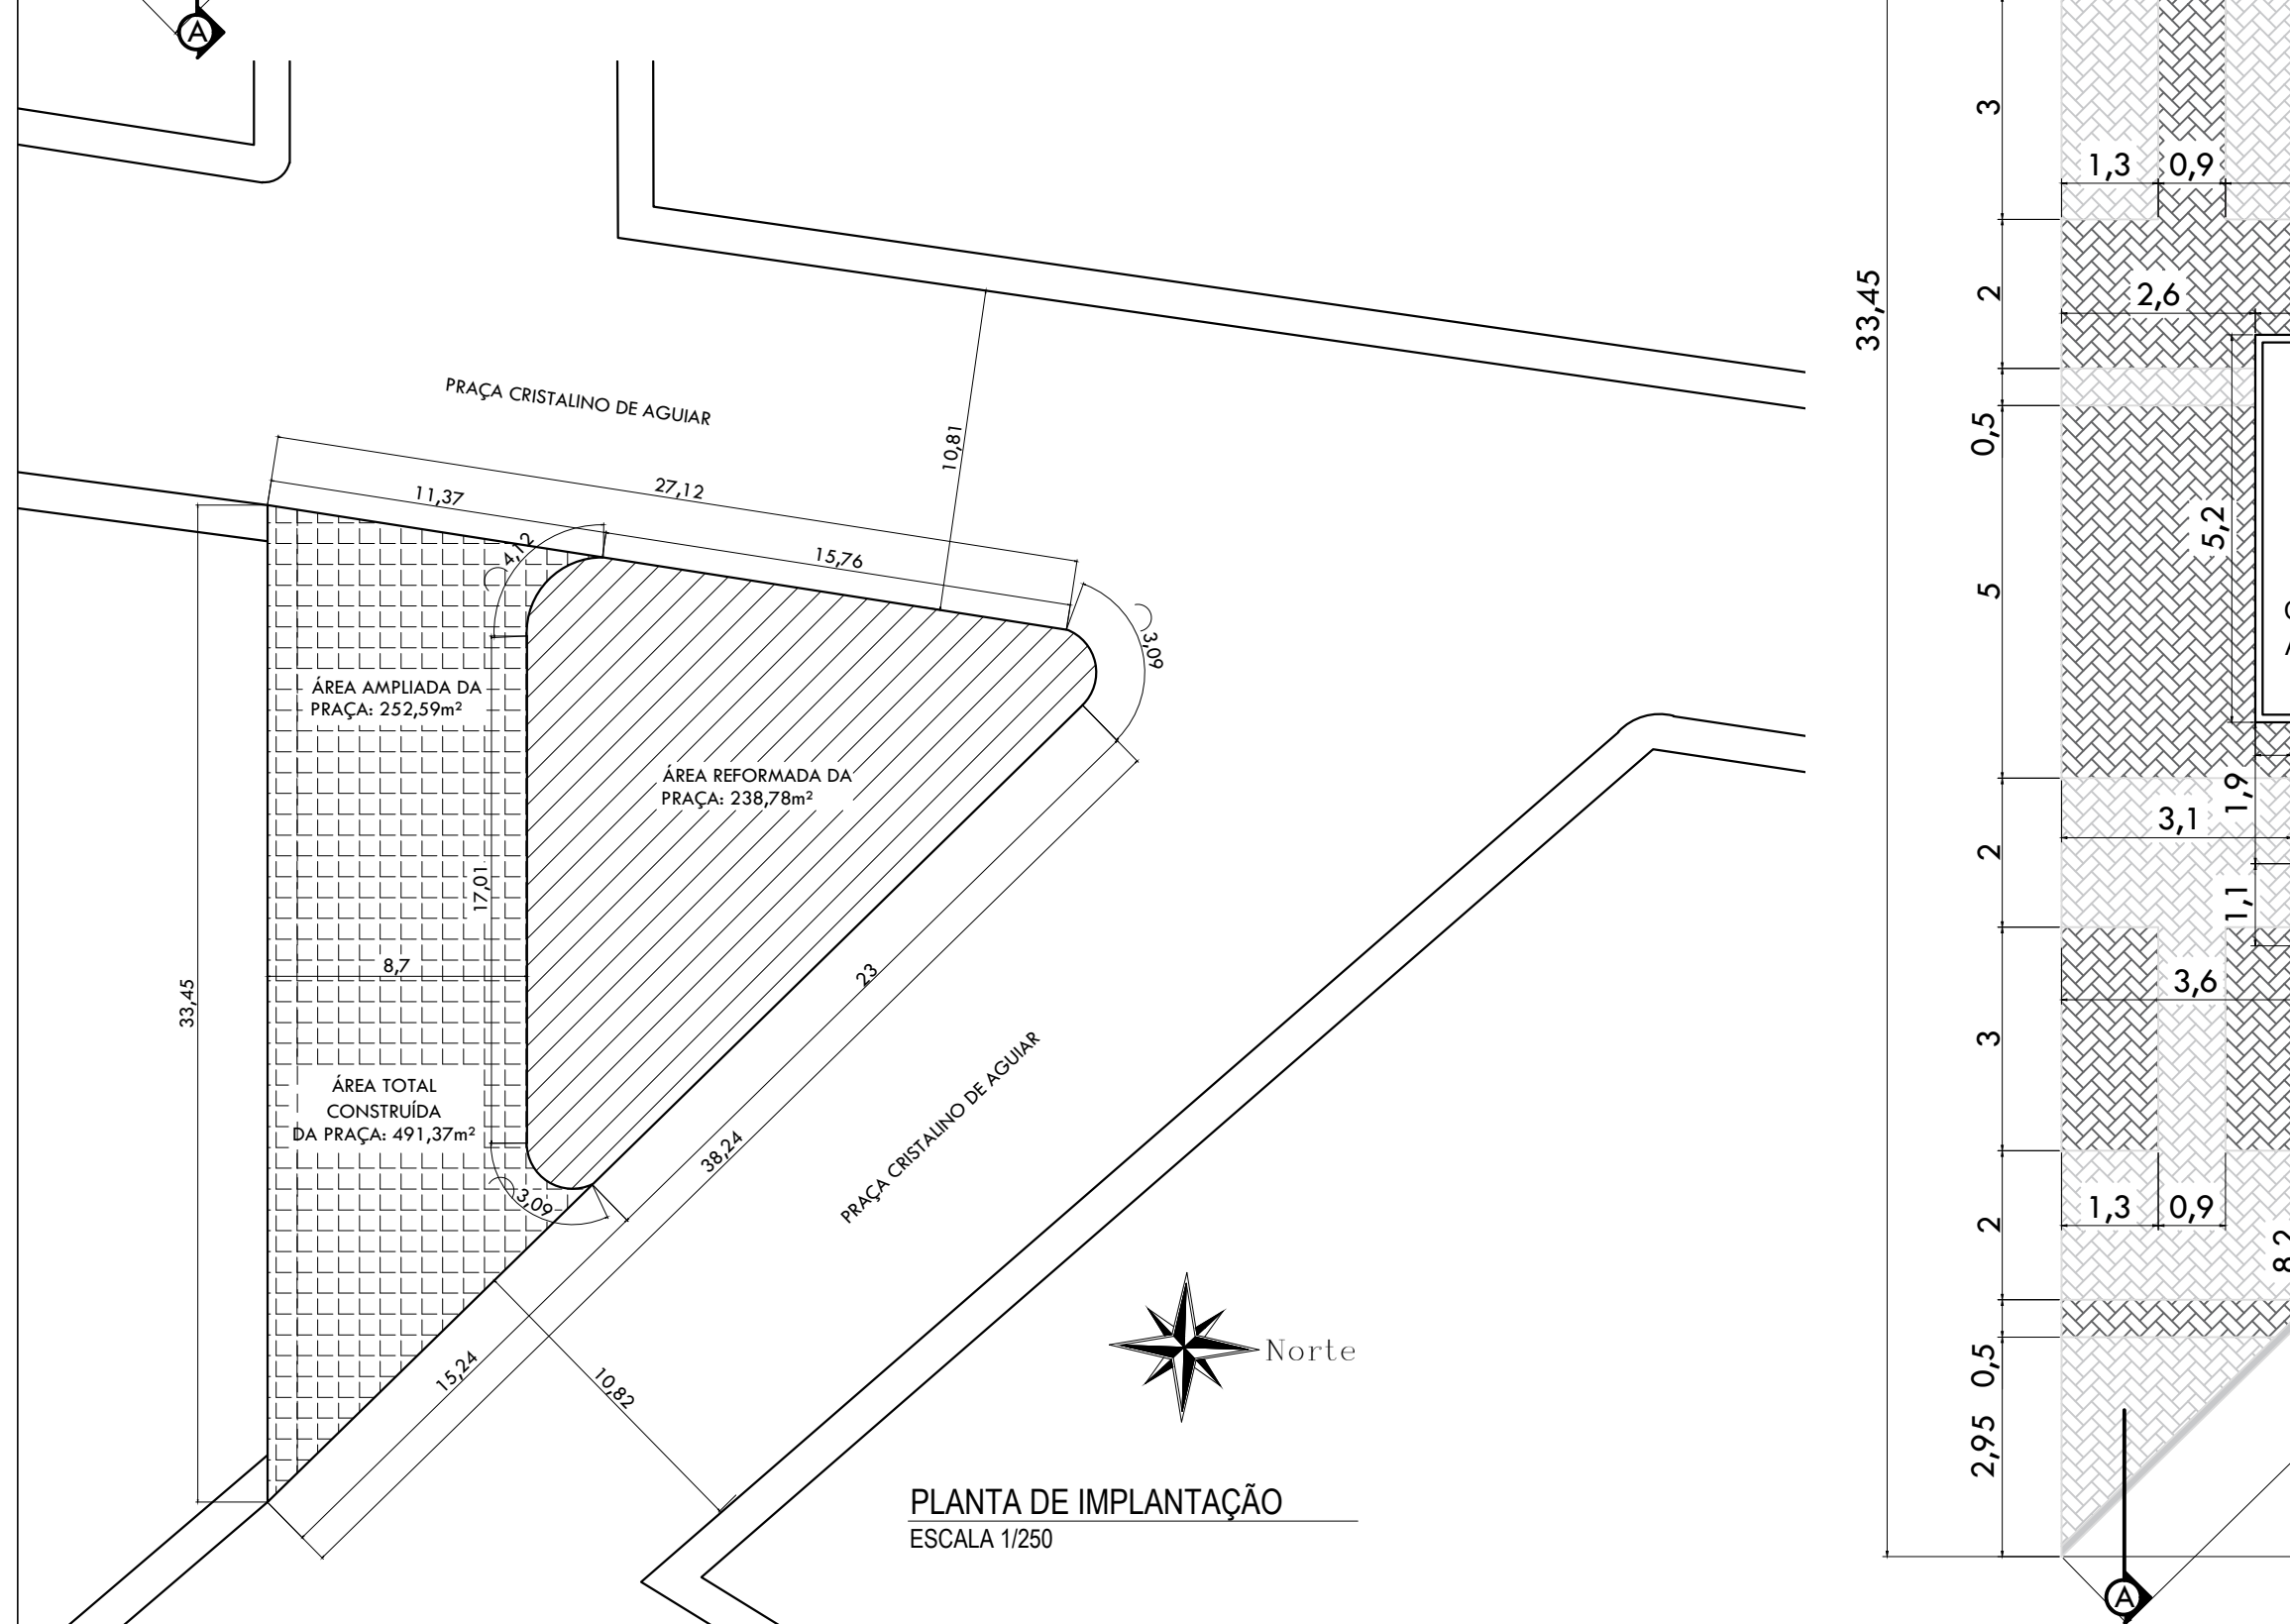 A
PRAÇA CRISTALINO DE AGUIAR
10,81
27,12
11,37
15,76
4,12
3,09
ÁREA AMPLIADA DA
PRAÇA: 252,59m²
ÁREA REFORMADA DA
PRAÇA: 238,78m²
17,01
8,7
33,45
23
ÁREA TOTAL
CONSTRUÍDA
DA PRAÇA: 491,37m²
38,24
3,09
PRAÇA CRISTALINO DE AGUIAR
15,24
10,82
Norte
PLANTA DE IMPLANTAÇÃO
ESCALA 1/250
33,45
3
1,3
0,9
2
2,6
0,5
5,2
5
1,9
3,1
2
1,1
3,6
3
1,3
0,9
2
8,2
0,5
2,95
A